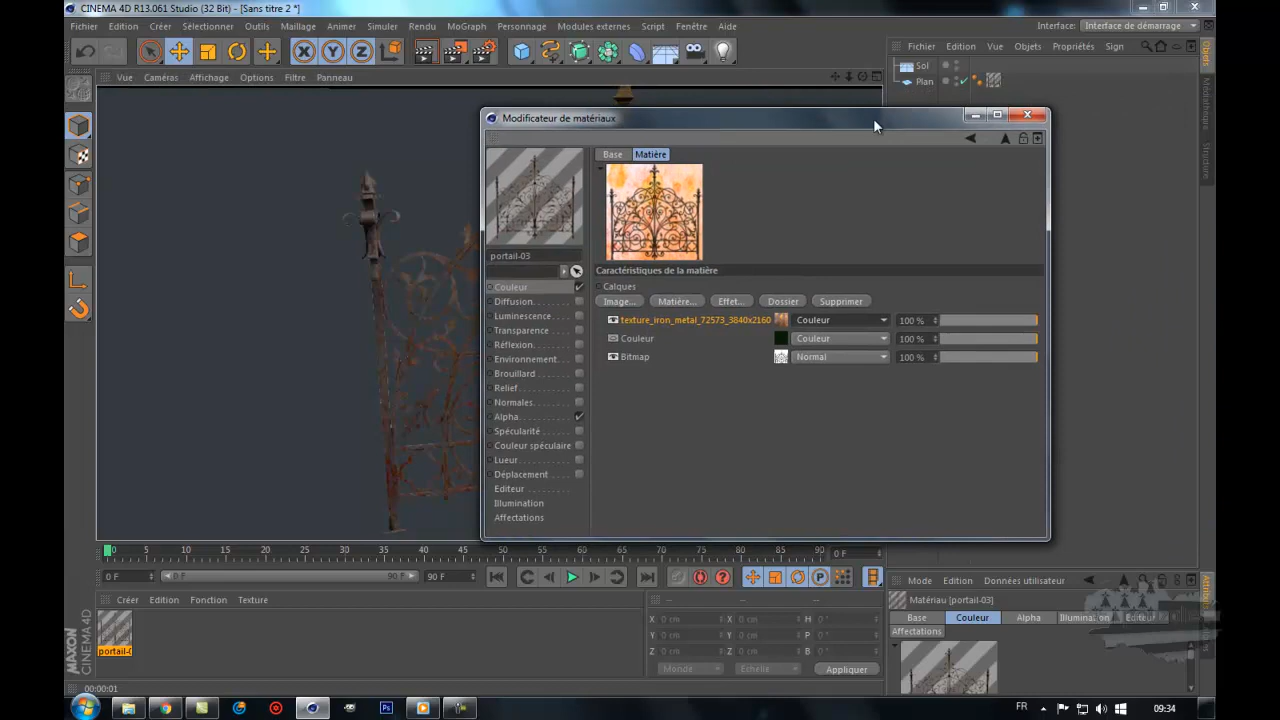 CINEMA 4D R13.061 Studio (32 Bit) - [Sans titre 2 *]
Fichier Edition Créer Sélectionner Outils Maillage Animer Simuler Rendu MoGraph Personnage Modules externes Script Fenêtre Aide Interface: Interface de démarrage
X Y Z
Fichier Edition Vue Objets Propriétés Sign
Vue Caméras Affichage Options Filtre Panneau
Sol
Plan
Objets
Médiathèque
Structure
Modificateur de matériaux
Base Matière
portail-03
Caractéristiques de la matière
Calques
Image... Matière... Effet... Dossier Supprimer
texture_iron_metal_72573_3840x2160 Couleur 100 %
Couleur Couleur 100 %
Bitmap Normal 100 %
Couleur
Diffusion
Luminescence
Transparence
Réflexion
Environnement
Brouillard
Relief
Normales
Alpha
Spécularité
Couleur spéculaire
Lueur
Déplacement
Editeur
Illumination
Affectations
0 5 10 15 20 25 30 35 40 45 50 55 60 65 70 75 80 85 90 0 F
0 F 0 F 90 F 90 F P
Mode Edition Données utilisateur
Créer Edition Fonction Texture
-- -- --
Matériau [portail-03]
Base Couleur Alpha Illumination Editeur
Affectations
X 0 cm X 0 cm H 0 °
Y 0 cm Y 0 cm P 0 °
Z 0 cm Z 0 cm B 0 °
Monde Echelle Appliquer
portail-0
MAXON
CINEMA 4D
00:00:01
Attributs
FR 09:34
Ps